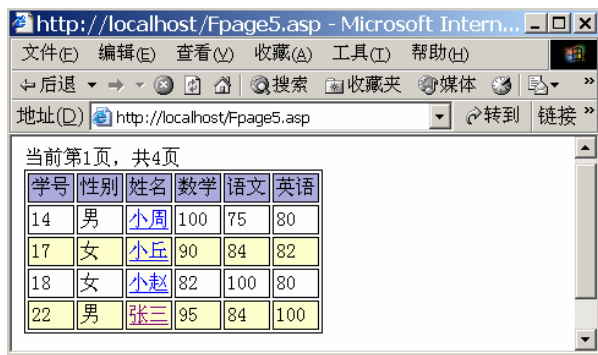 http://localhost/Fpage5.asp - Microsoft Intern...
文件(F) 编辑(E) 查看(V) 收藏(A) 工具(T) 帮助(H)
后退 搜索 收藏夹 媒体 »
地址(D) http://localhost/Fpage5.asp 转到 链接 »
当前第1页，共4页
学号 性别 姓名 数学 语文 英语
14 男 小周 100 75 80
17 女 小丘 90 84 82
18 女 小赵 82 100 80
22 男 张三 95 84 100